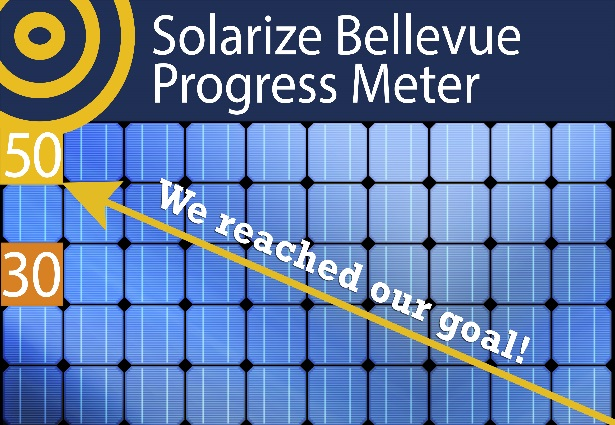 Solarize Bellevue
Progress Meter
50
We reached our goal!
30